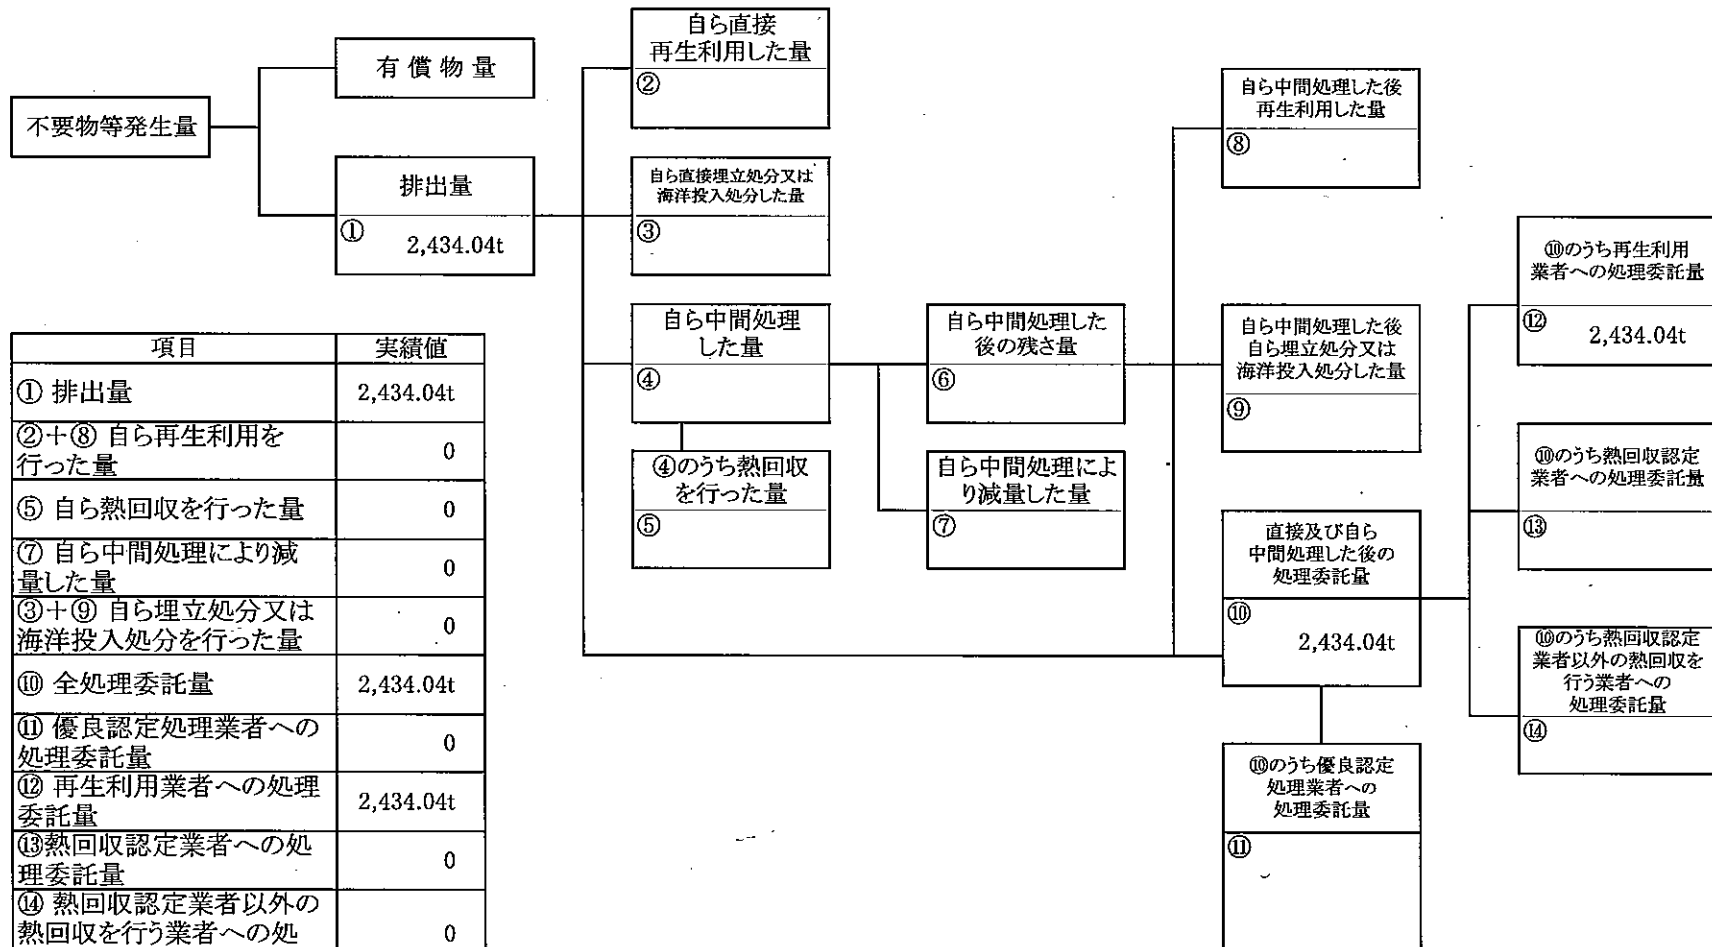 不要物等発生量
有償物量
排出量
①
2,434.04t
自ら直接
再生利用した量
②
自ら直接埋立処分又は
海洋投入処分した量
③
自ら中間処理
した量
④
④のうち熱回収
を行った量
⑤
自ら中間処理した
後の残さ量
⑥
自ら中間処理によ
り減量した量
⑦
自ら中間処理した後
再生利用した量
⑧
自ら中間処理した後
自ら埋立処分又は
海洋投入処分した量
⑨
直接及び自ら
中間処理した後の
処理委託量
⑩
2,434.04t
⑩のうち優良認定
処理業者への
処理委託量
⑪
⑩のうち再生利用
業者への処理委託量
⑫
2,434.04t
⑩のうち熱回収認定
業者への処理委託量
⑬
⑩のうち熱回収認定
業者以外の熱回収を
行う業者への
処理委託量
⑭
項目 実績値
① 排出量 2,434.04t
②+⑧ 自ら再生利用を
行った量 0
⑤ 自ら熱回収を行った量 0
⑦ 自ら中間処理により減
量した量 0
③+⑨ 自ら埋立処分又は
海洋投入処分を行った量 0
⑩ 全処理委託量 2,434.04t
⑪ 優良認定処理業者への
処理委託量 0
⑫ 再生利用業者への処理
委託量 2,434.04t
⑬熱回収認定業者への処
理委託量 0
⑭ 熱回収認定業者以外の
熱回収を行う業者への処 0